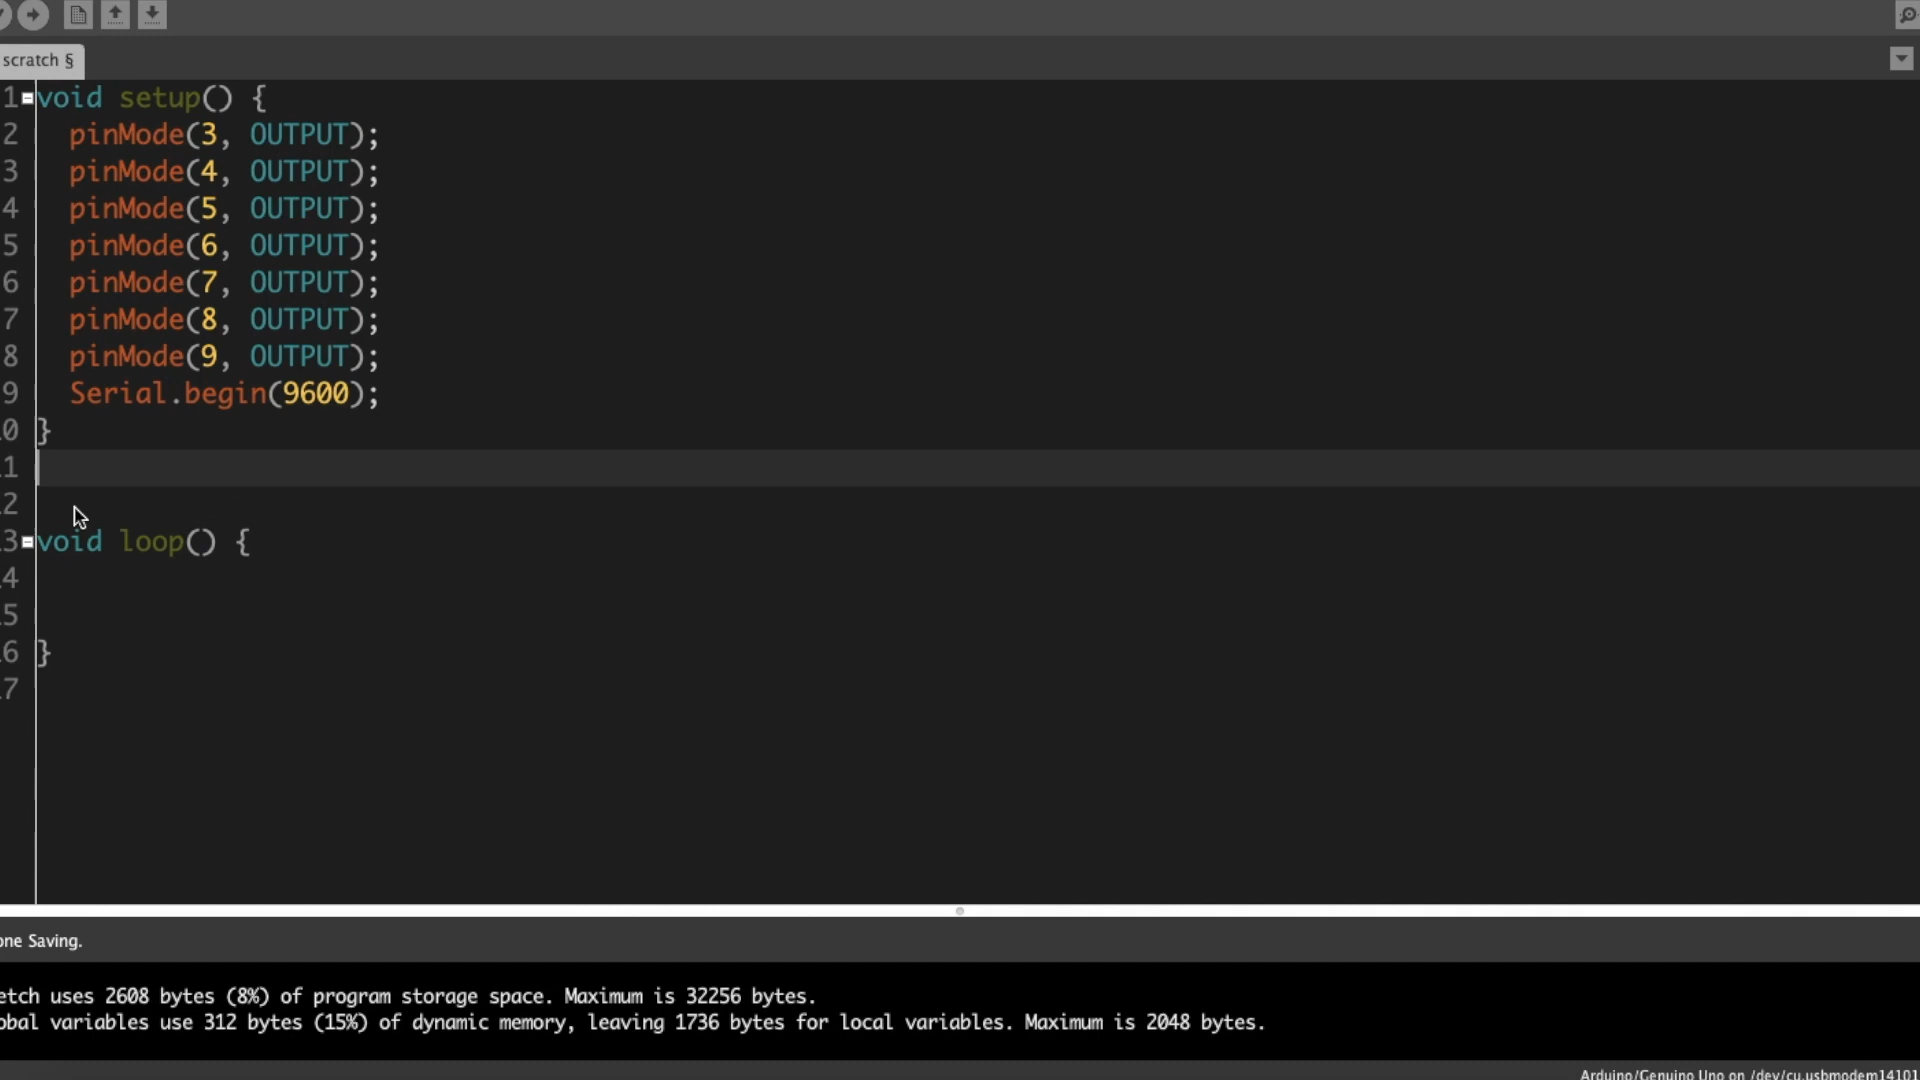 scratch §
1 void setup() {
2 pinMode(3, OUTPUT);
3 pinMode(4, OUTPUT);
4 pinMode(5, OUTPUT);
5 pinMode(6, OUTPUT);
6 pinMode(7, OUTPUT);
7 pinMode(8, OUTPUT);
8 pinMode(9, OUTPUT);
9 Serial.begin(9600);
0 }
1
2
3 void loop() {
4
5
6 }
7
one Saving.
etch uses 2608 bytes (8%) of program storage space. Maximum is 32256 bytes.
obal variables use 312 bytes (15%) of dynamic memory, leaving 1736 bytes for local variables. Maximum is 2048 bytes.
Arduino/Genuino Uno on /dev/cu.usbmodem14101